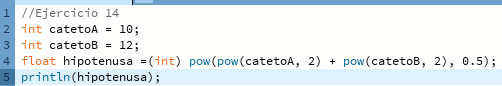 1 //Ejercicio 14
2 int catetoA = 10;
3 int catetoB = 12;
4 float hipotenusa =(int) pow(pow(catetoA, 2) + pow(catetoB, 2), 0.5);
5 println(hipotenusa);